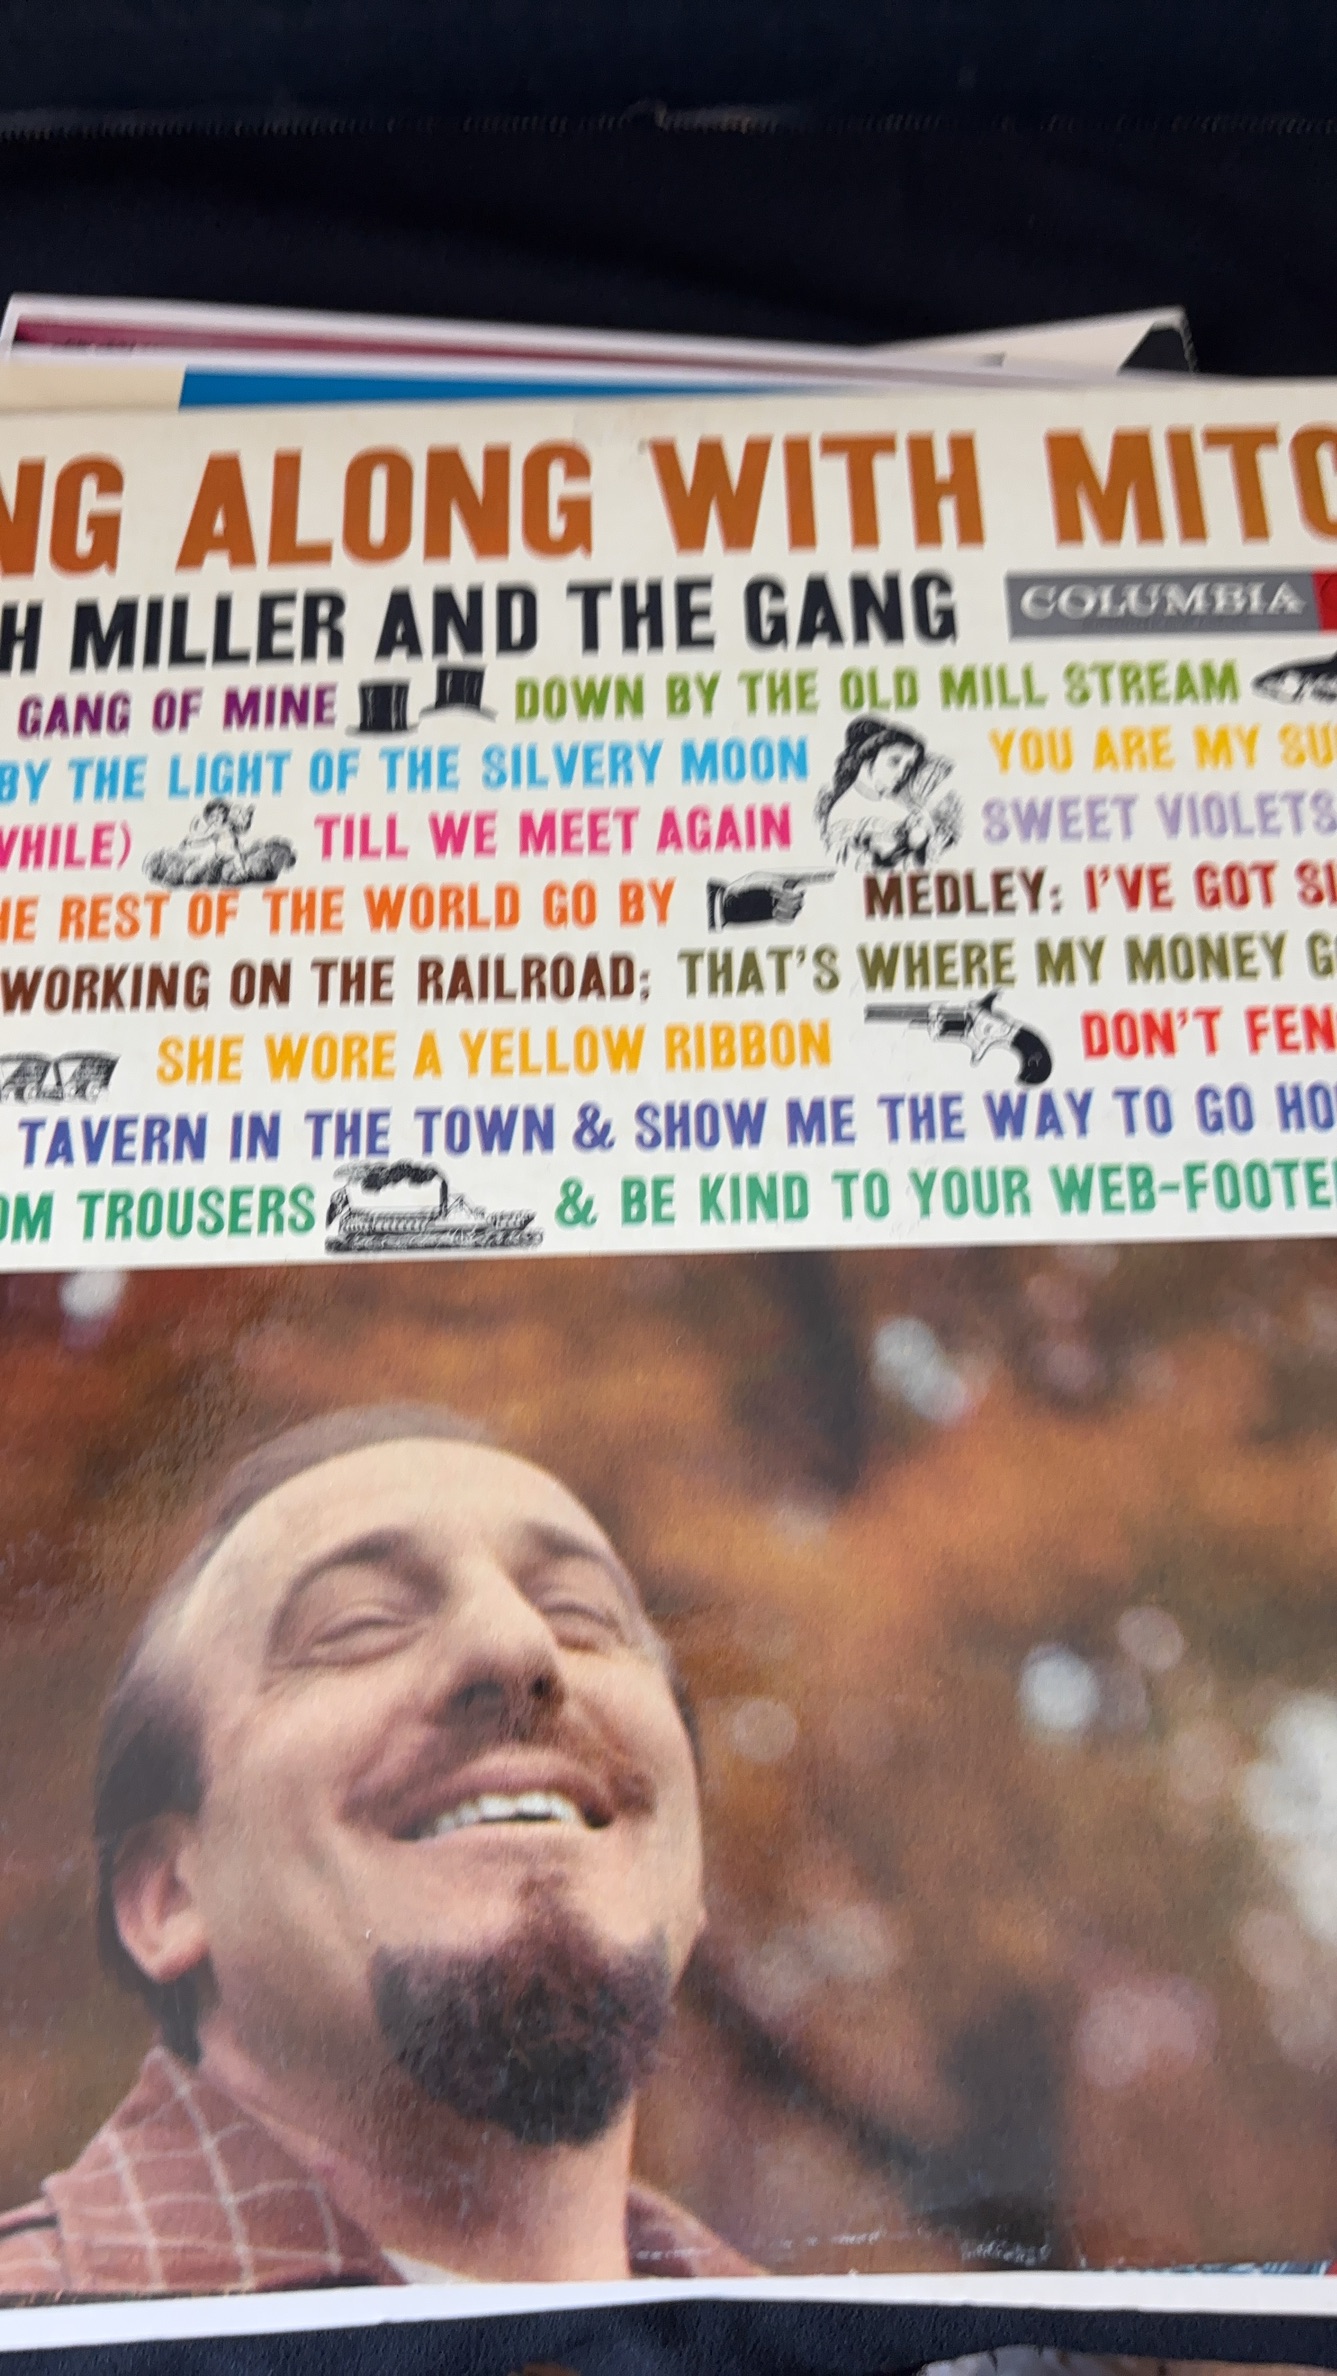 NG ALONG WITH MITC
H MILLER AND THE GANG COLUMBIA
GANG OF MINE DOWN BY THE OLD MILL STREAM
BY THE LIGHT OF THE SILVERY MOON YOU ARE MY SU
WHILE) TILL WE MEET AGAIN SWEET VIOLETS
HE REST OF THE WORLD GO BY MEDLEY: I'VE GOT SI
WORKING ON THE RAILROAD; THAT'S WHERE MY MONEY G
SHE WORE A YELLOW RIBBON DON'T FEN
TAVERN IN THE TOWN & SHOW ME THE WAY TO GO HO
OM TROUSERS & BE KIND TO YOUR WEB-FOOTE